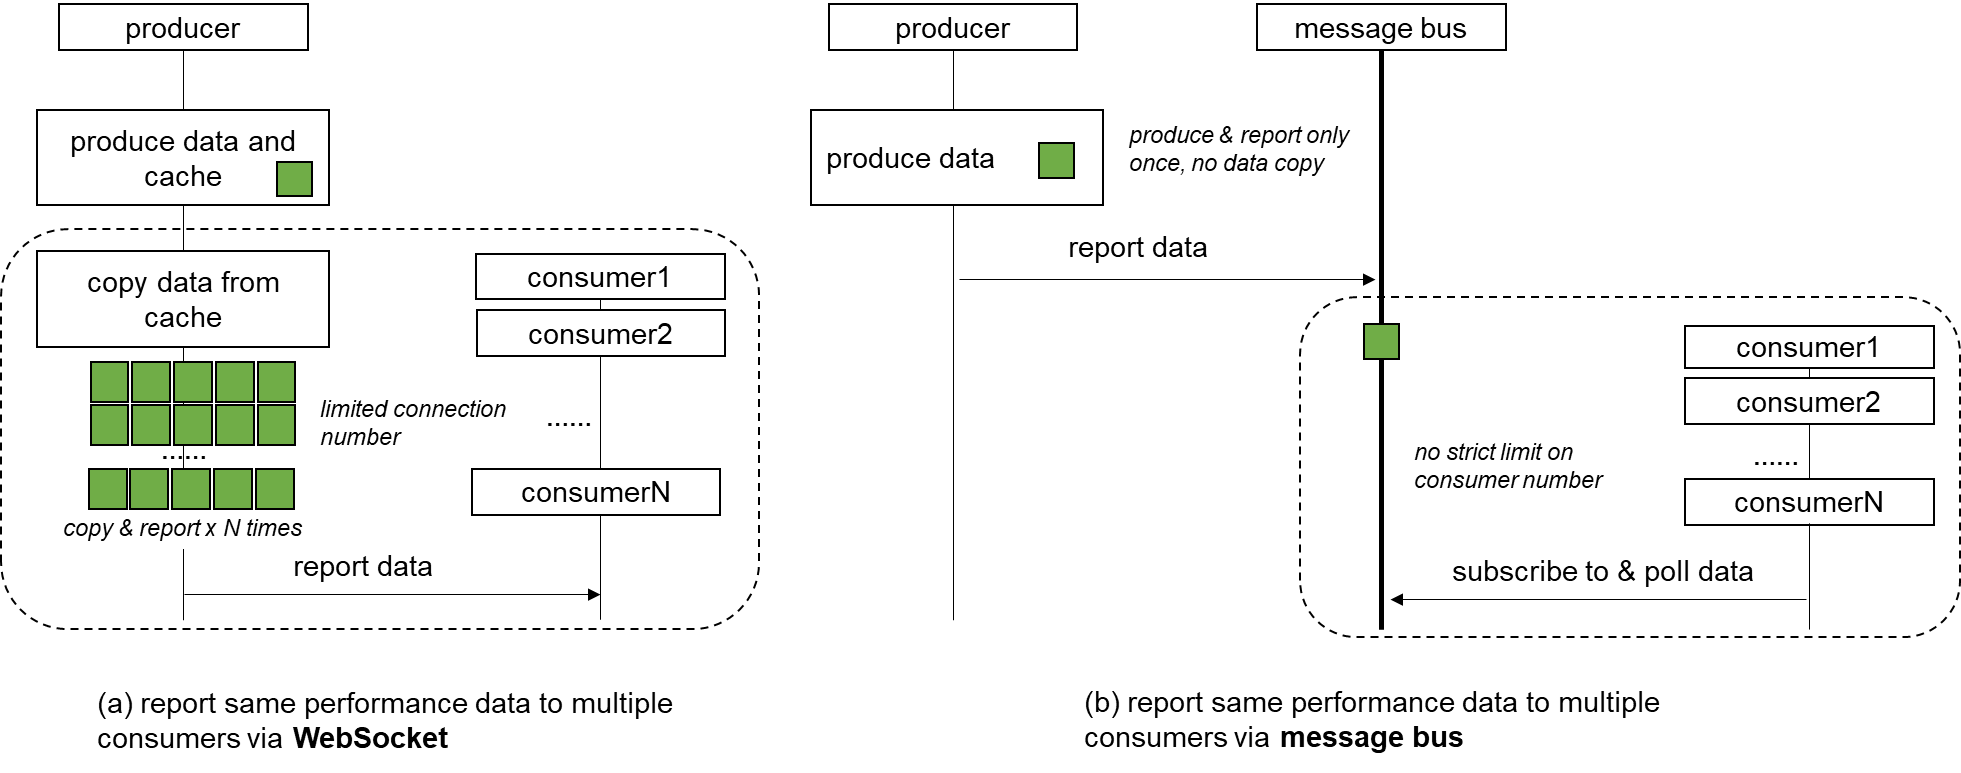 producer
produce data and
cache
copy data from
cache
consumer1
consumer2
limited connection
number
......
......
consumerN
copy & report x N times
report data
(a) report same performance data to multiple
consumers via WebSocket
producer
message bus
produce data
produce & report only
once, no data copy
report data
consumer1
consumer2
no strict limit on
consumer number
......
consumerN
subscribe to & poll data
(b) report same performance data to multiple
consumers via message bus